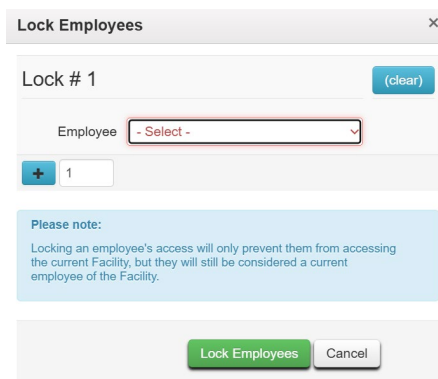 Lock Employees ×
Lock # 1 (clear)
Employee - Select -
+ 1
Please note:
Locking an employee's access will only prevent them from accessing
the current Facility, but they will still be considered a current
employee of the Facility.
Lock Employees Cancel